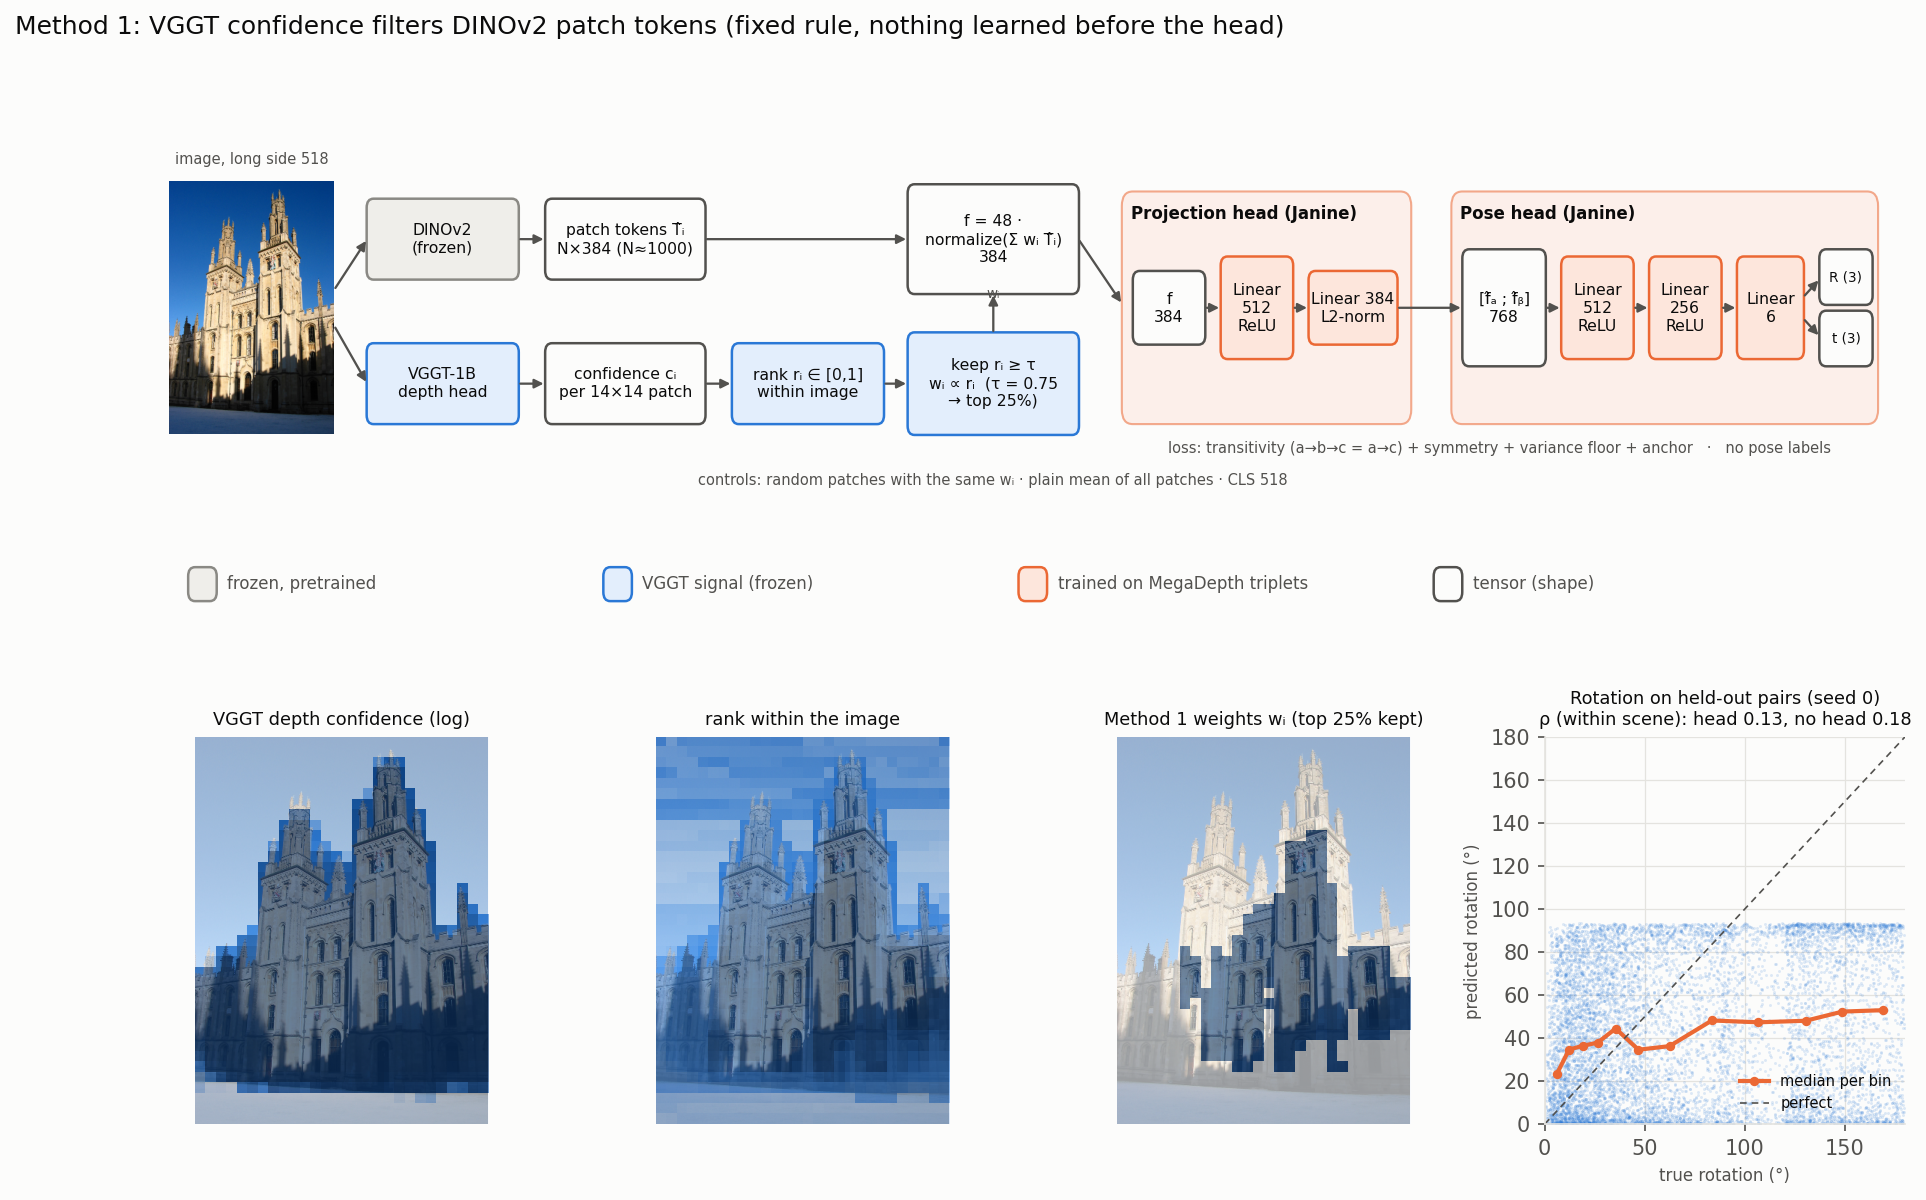 Method 1: VGGT confidence filters DINOv2 patch tokens (fixed rule, nothing learned before the head)
image, long side 518
DINOv2
(frozen)
patch tokens T̂ᵢ
N×384 (N≈1000)
f = 48 ·
normalize(Σ wᵢ T̂ᵢ)
384
wᵢ
VGGT-1B
depth head
confidence cᵢ
per 14×14 patch
rank rᵢ ∈ [0,1]
within image
keep rᵢ ≥ τ
wᵢ ∝ rᵢ (τ = 0.75
→ top 25%)
Projection head (Janine)
f
384
Linear
512
ReLU
Linear 384
L2-norm
Pose head (Janine)
[f̂ₐ ; f̂ᵦ]
768
Linear
512
ReLU
Linear
256
ReLU
Linear
6
R (3)
t (3)
loss: transitivity (a→b→c = a→c) + symmetry + variance floor + anchor · no pose labels
controls: random patches with the same wᵢ · plain mean of all patches · CLS 518
frozen, pretrained
VGGT signal (frozen)
trained on MegaDepth triplets
tensor (shape)
VGGT depth confidence (log)
rank within the image
Method 1 weights wᵢ (top 25% kept)
Rotation on held-out pairs (seed 0)
ρ (within scene): head 0.13, no head 0.18
predicted rotation (°)
180
160
140
120
100
80
60
40
20
0
median per bin
perfect
0 50 100 150
true rotation (°)